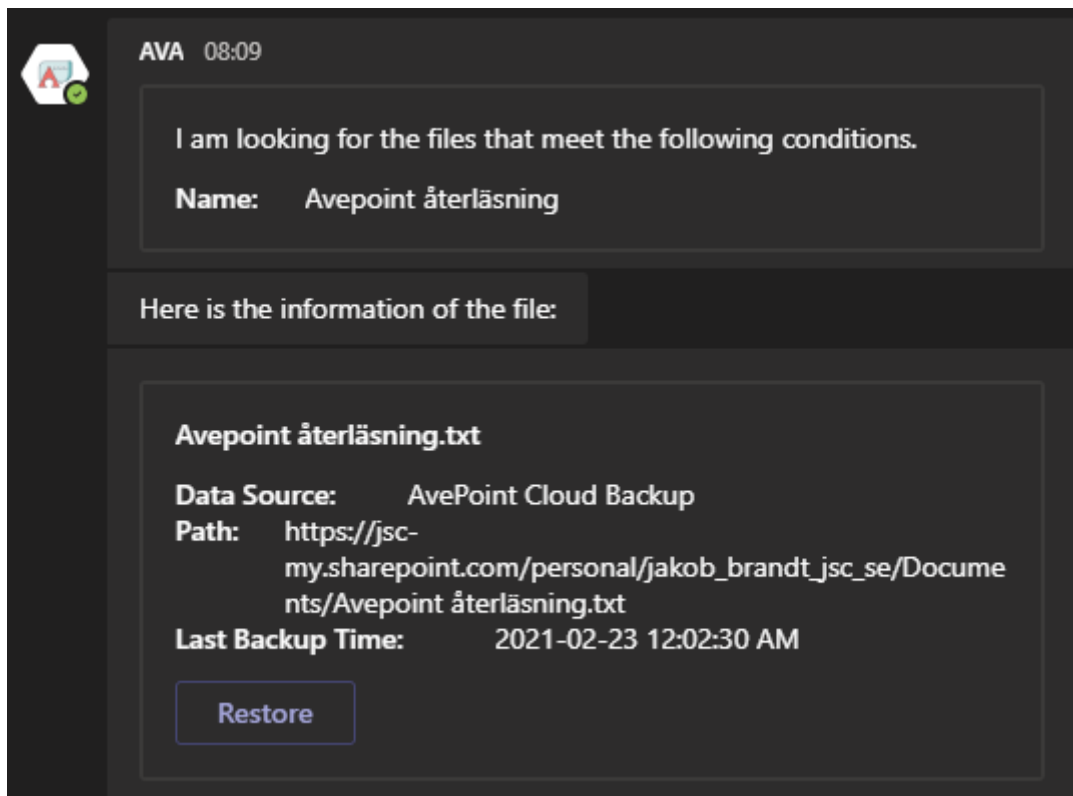 AVA 08:09
I am looking for the files that meet the following conditions.
Name: Avepoint återläsning
Here is the information of the file:
Avepoint återläsning.txt
Data Source: AvePoint Cloud Backup
Path: https://jsc-
my.sharepoint.com/personal/jakob_brandt_jsc_se/Docume
nts/Avepoint återläsning.txt
Last Backup Time: 2021-02-23 12:02:30 AM
Restore